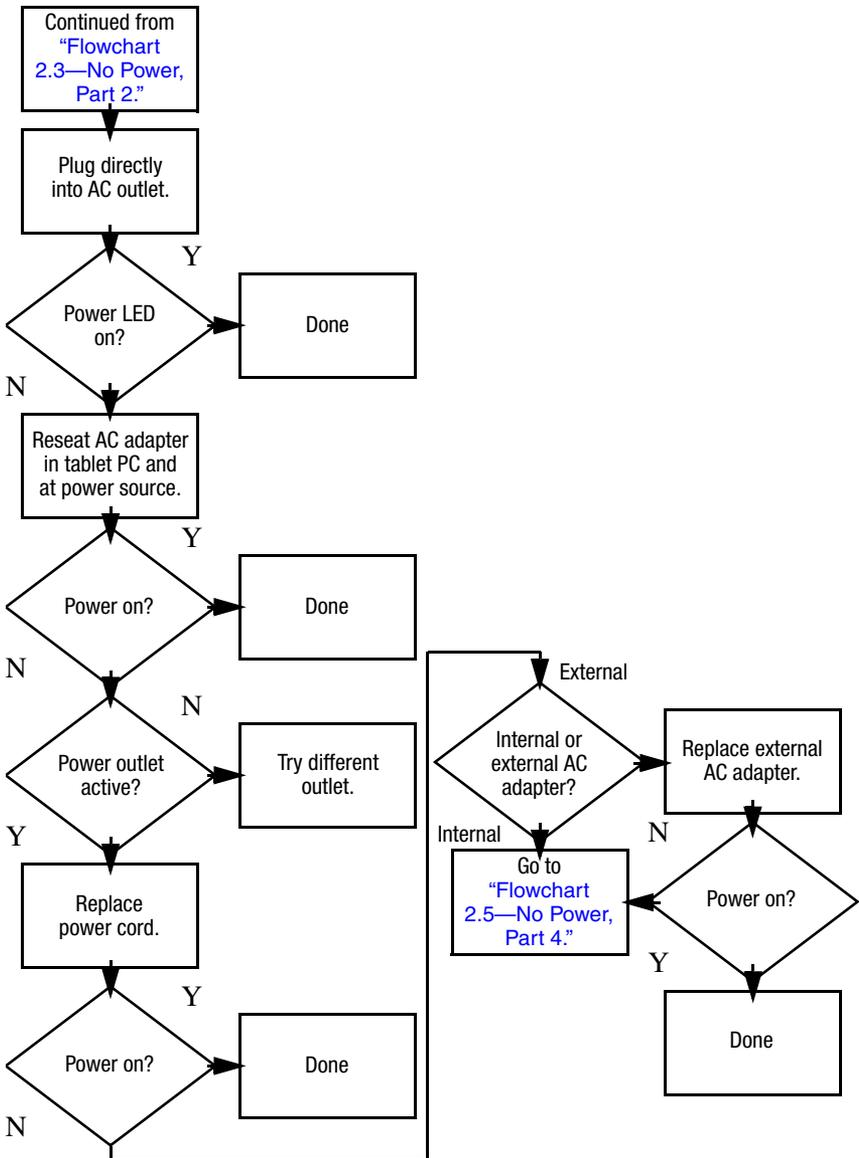 Continued from
“Flowchart
2.3—No Power,
Part 2.”
Plug directly
into AC outlet.
Y
Power LED
on?
Done
N
Reseat AC adapter
in tablet PC and
at power source.
Y
Power on?
Done
N
N
Power outlet
active?
Try different
outlet.
Y
Replace
power cord.
Y
Power on?
Done
N
External
Internal or
external AC
adapter?
Replace external
AC adapter.
Internal
N
Go to
“Flowchart
2.5—No Power,
Part 4.”
Power on?
Y
Done